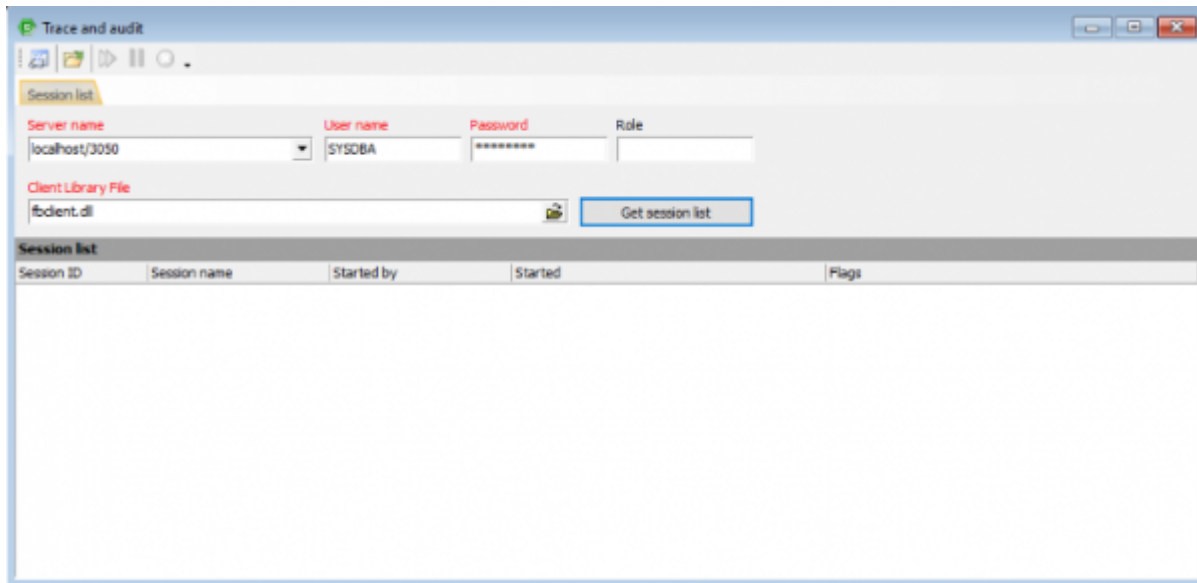 Trace and audit
Session list
Server name User name Password Role
localhost/3050 SYSDBA ********
Client Library File
fbclient.dll Get session list
Session list
Session ID Session name Started by Started Flags